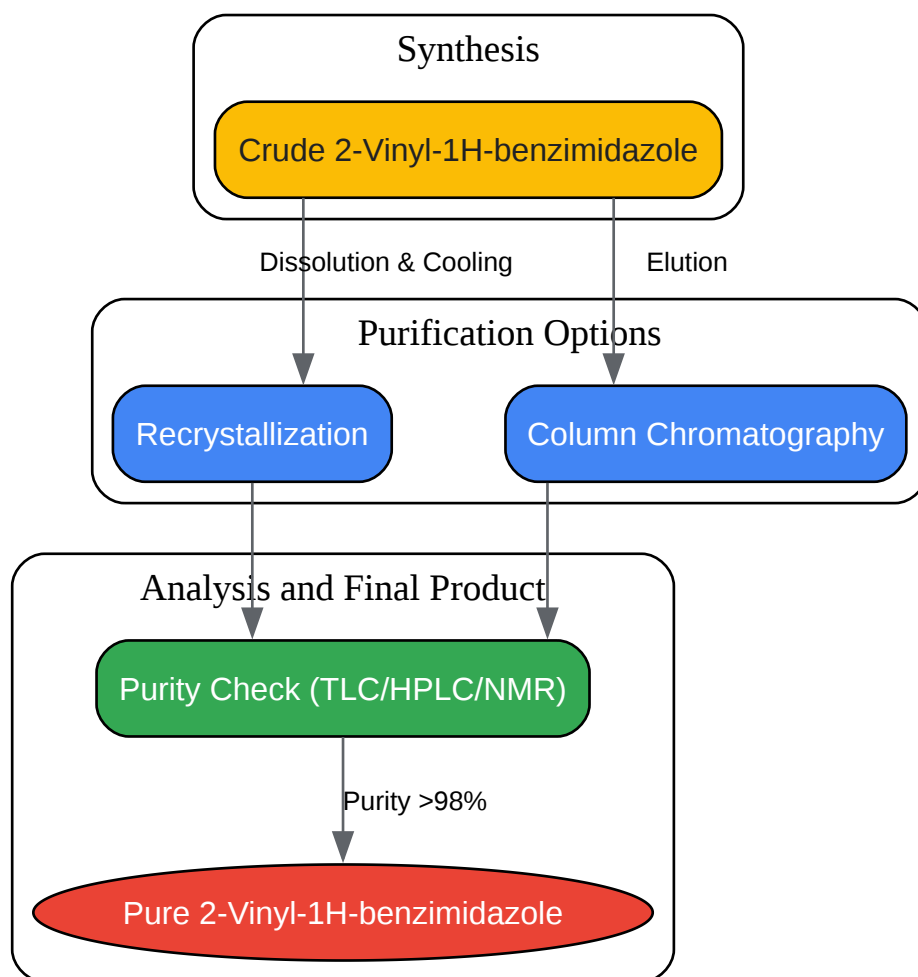 Synthesis
Crude 2-Vinyl-1H-benzimidazole
Dissolution & Cooling
Elution
Purification Options
Recrystallization
Column Chromatography
Analysis and Final Product
Purity Check (TLC/HPLC/NMR)
Purity >98%
Pure 2-Vinyl-1H-benzimidazole